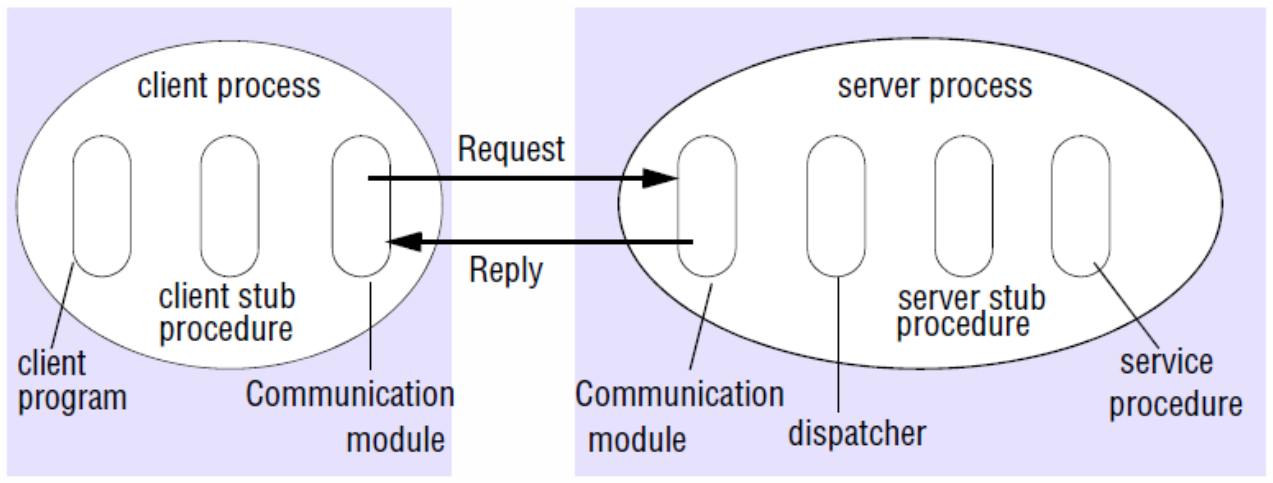 client process
server process
Request
Reply
client stub
procedure
server stub
procedure
client
program
Communication
module
Communication
module
dispatcher
service
procedure